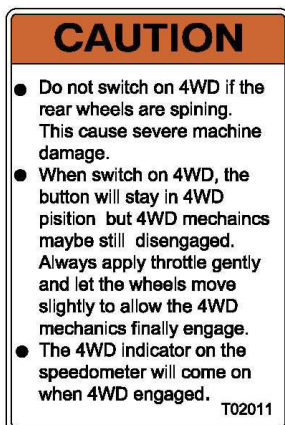 CAUTION
● Do not switch on 4WD if the
rear wheels are spining.
This cause severe machine
damage.
● When switch on 4WD, the
button will stay in 4WD
pisition but 4WD mechaincs
maybe still disengaged.
Always apply throttle gently
and let the wheels move
slightly to allow the 4WD
mechanics finally engage.
● The 4WD indicator on the
speedometer will come on
when 4WD engaged.
T02011